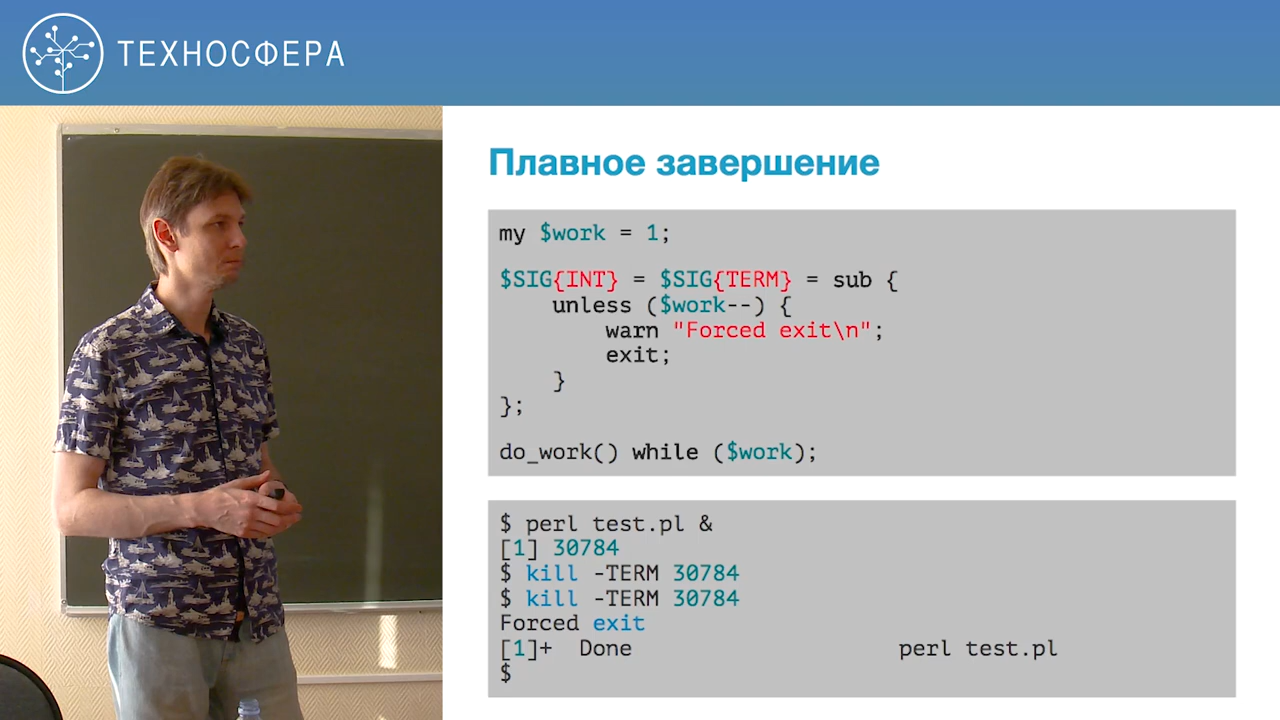 ТЕХНОСФЕРА
Плавное завершение
my $work = 1;
$SIG{INT} = $SIG{TERM} = sub {
    unless ($work--) {
        warn "Forced exit\n";
        exit;
    }
};
do_work() while ($work);
$ perl test.pl &
[1] 30784
$ kill -TERM 30784
$ kill -TERM 30784
Forced exit
[1]+  Done                    perl test.pl
$